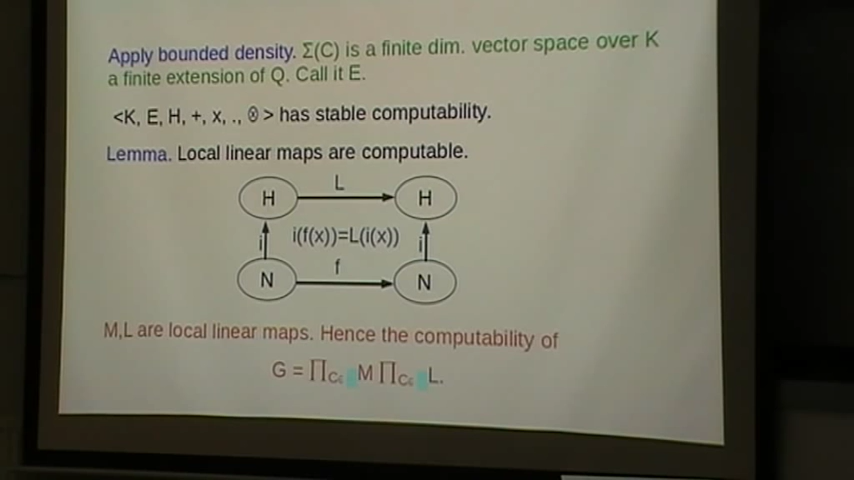 Apply bounded density. Σ(C) is a finite dim. vector space over K
a finite extension of Q. Call it E.
<K, E, H, +, x, ., ⊗ > has stable computability.
Lemma. Local linear maps are computable.
L
H H
i i(f(x))=L(i(x)) i
f
N N
M,L are local linear maps. Hence the computability of
G = ∏ M ∏ L.